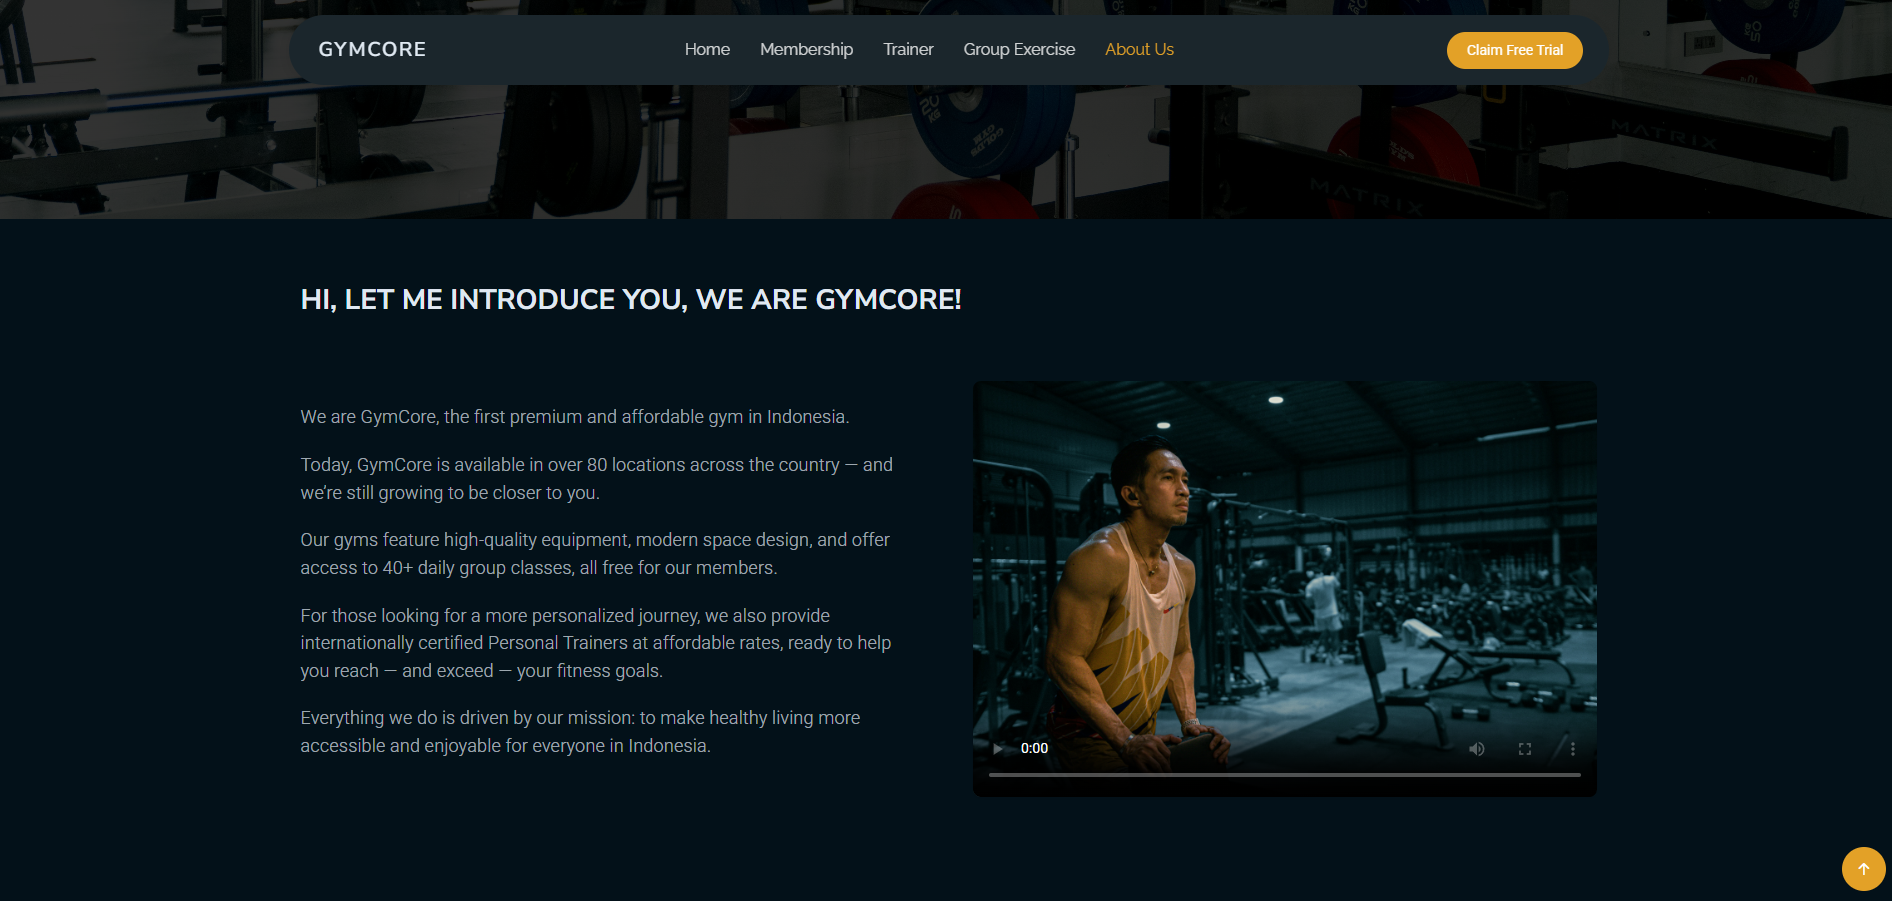 GYMCORE
Home Membership Trainer Group Exercise About Us
Claim Free Trial
MATRIX
MATRIX
HI, LET ME INTRODUCE YOU, WE ARE GYMCORE!
We are GymCore, the first premium and affordable gym in Indonesia.
Today, GymCore is available in over 80 locations across the country — and
we’re still growing to be closer to you.
Our gyms feature high-quality equipment, modern space design, and offer
access to 40+ daily group classes, all free for our members.
For those looking for a more personalized journey, we also provide
internationally certified Personal Trainers at affordable rates, ready to help
you reach — and exceed — your fitness goals.
Everything we do is driven by our mission: to make healthy living more
accessible and enjoyable for everyone in Indonesia.
0:00